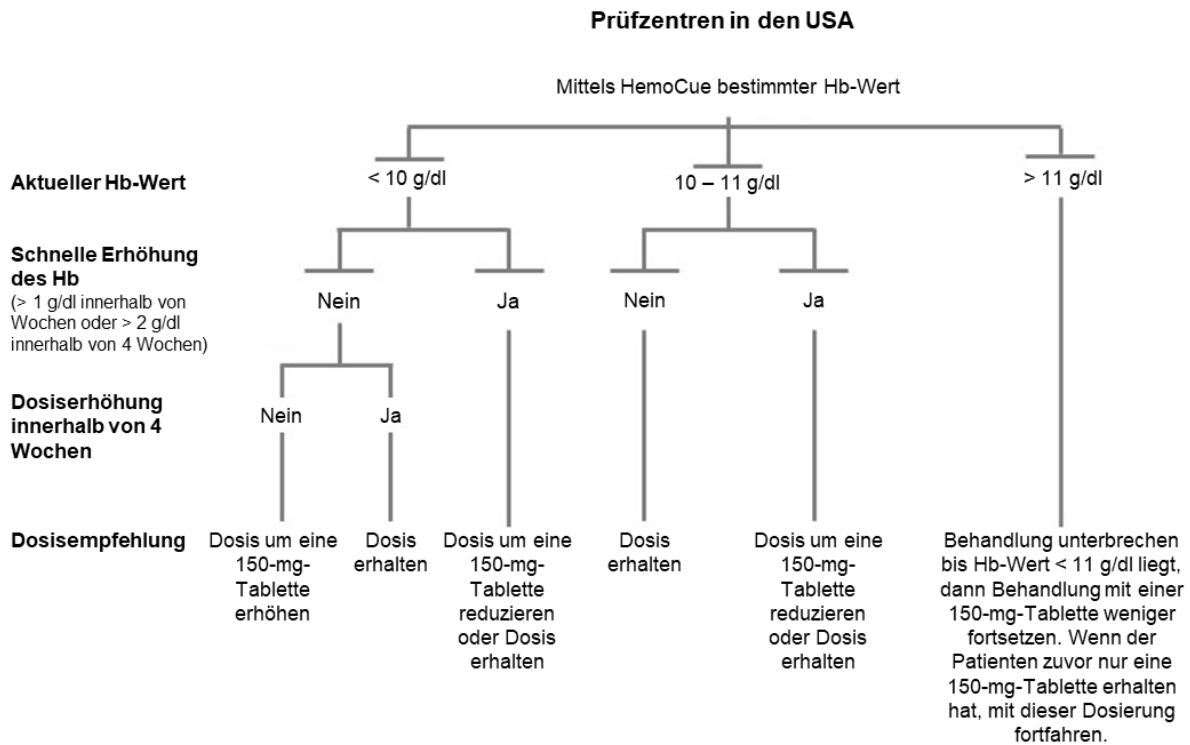 Prüfzentren in den USA
Mittels HemoCue bestimmter Hb-Wert
Aktueller Hb-Wert
< 10 g/dl
10 – 11 g/dl
> 11 g/dl
Schnelle Erhöhung
des Hb
(> 1 g/dl innerhalb von
Wochen oder > 2 g/dl
innerhalb von 4 Wochen)
Nein
Ja
Nein
Ja
Dosiserhöhung
innerhalb von 4
Wochen
Nein
Ja
Dosisempfehlung
Dosis um eine
150-mg-
Tablette
erhöhen
Dosis
erhalten
Dosis um eine
150-mg-
Tablette
reduzieren
oder Dosis
erhalten
Dosis
erhalten
Dosis um eine
150-mg-
Tablette
reduzieren
oder Dosis
erhalten
Behandlung unterbrechen
bis Hb-Wert < 11 g/dl liegt,
dann Behandlung mit einer
150-mg-Tablette weniger
fortsetzen. Wenn der
Patienten zuvor nur eine
150-mg-Tablette erhalten
hat, mit dieser Dosierung
fortfahren.